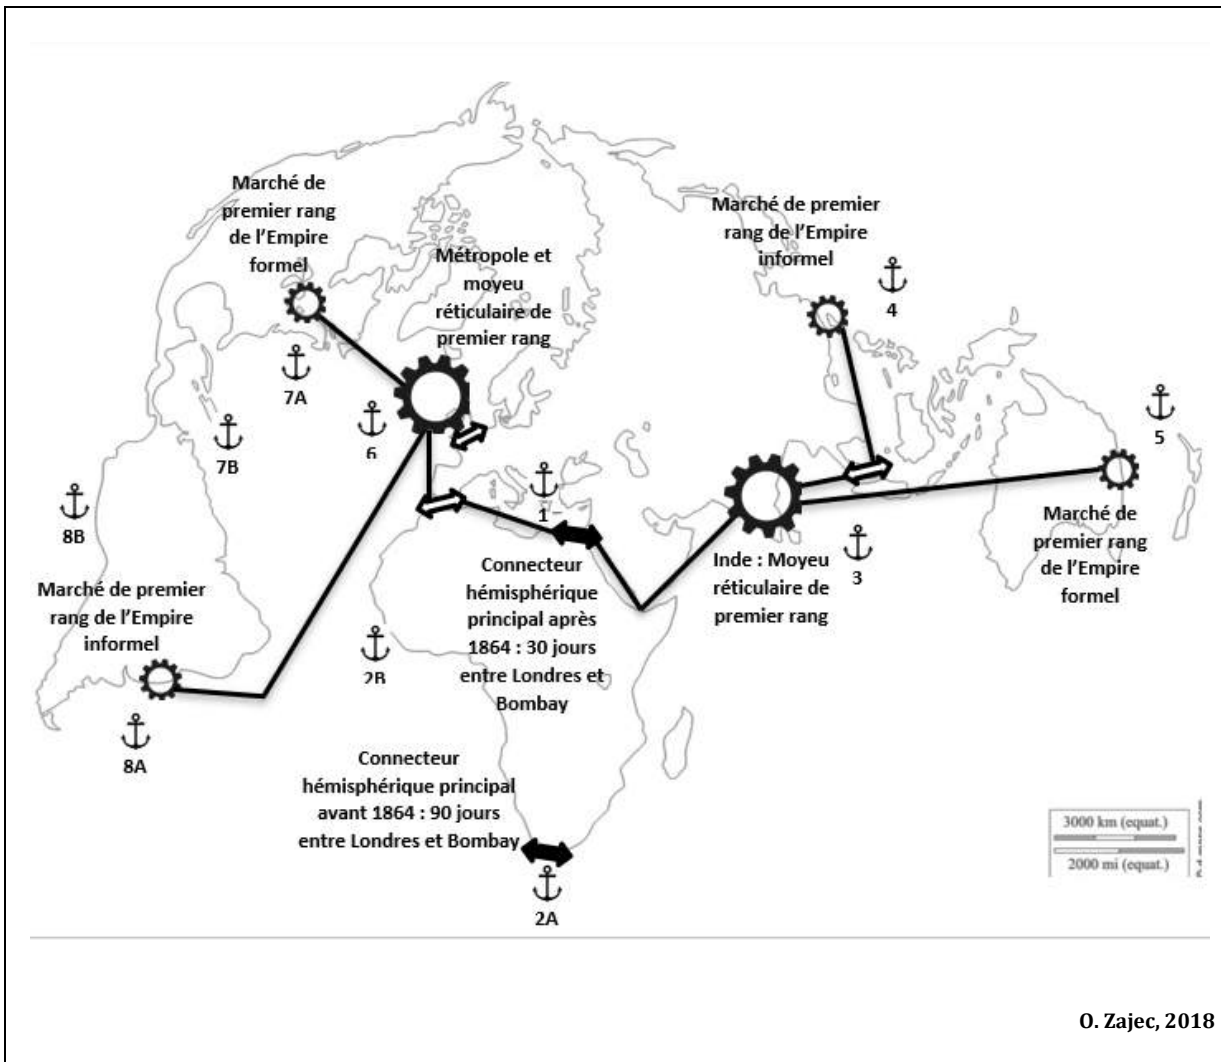 Marché de
premier rang
de l’Empire
formel
Métropole et
moyeu
réticulaire de
premier rang
Marché de premier
rang de l’Empire
informel
4
7A
6
7B
5
8B
1
Marché de
premier rang
de l’Empire
formel
3
Inde : Moyeu
réticulaire de
premier rang
Connecteur
hémisphérique
principal après
1864 : 30 jours
entre Londres et
Bombay
Marché de premier
rang de l’Empire
informel
2B
8A
Connecteur
hémisphérique principal
avant 1864 : 90 jours
entre Londres et Bombay
2A
3000 km (equat.)
2000 mi (equat.)
O. Zajec, 2018